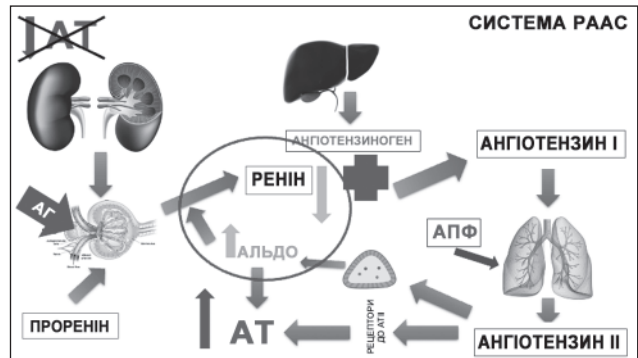 СИСТЕМА РААС
↓АТ
АНГІОТЕНЗИНОГЕН
АНГІОТЕНЗИН І
РЕНІН
АГ
АПФ
АЛЬДО
ПРОРЕНІН
АТ
РЕЦЕПТОРИ
ДО АТІІ
АНГІОТЕНЗИН ІІ